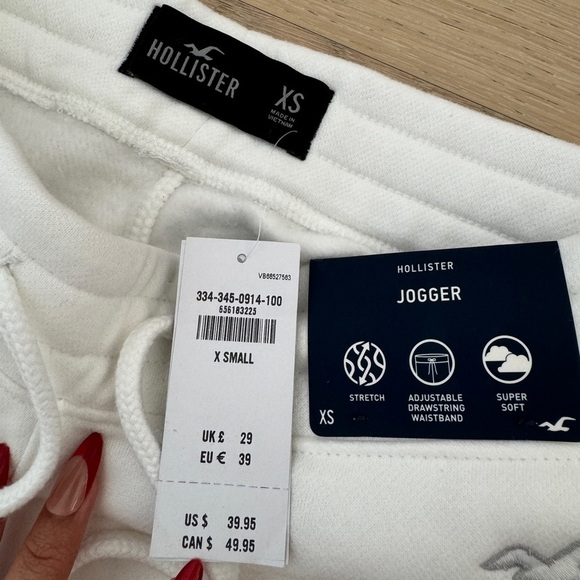 HOLLISTER
XS
MADE IN
VIETNAM
VB68527563
334-345-0914-100
656183225
X SMALL
UK £ 29
EU € 39
US $ 39.95
CAN $ 49.95
HOLLISTER
JOGGER
STRETCH
ADJUSTABLE
DRAWSTRING
WAISTBAND
SUPER
SOFT
XS